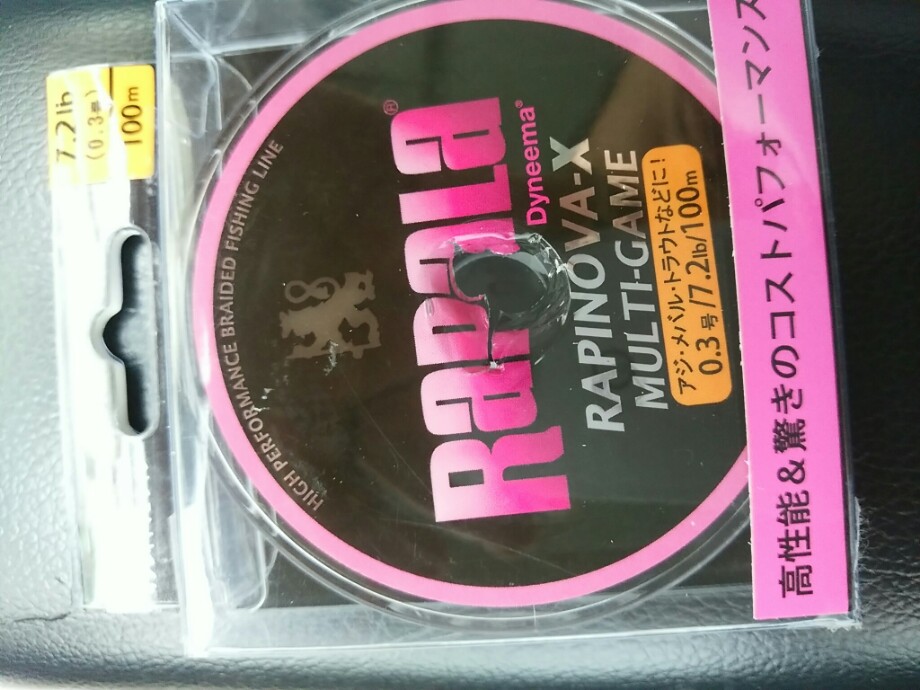 7.2lb
(0.3号)
100m
HIGH PERFORMANCE BRAIDED FISHING LINE
Rapala®
Dyneema®
RAPINOVA-X
MULTI-GAME
アジ・メバル・トラウトなどに!
0.3号/7.2lb/100m
高性能&驚きのコストパフォーマンス